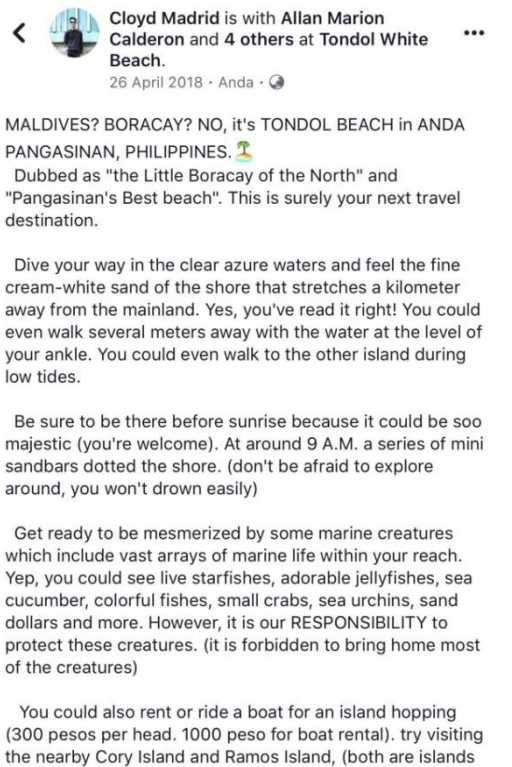 Cloyd Madrid is with Allan Marion
Calderon and 4 others at Tondol White
Beach.
26 April 2018 · Anda ·
MALDIVES? BORACAY? NO, it's TONDOL BEACH in ANDA
PANGASINAN, PHILIPPINES.🏝
Dubbed as "the Little Boracay of the North" and
"Pangasinan's Best beach". This is surely your next travel
destination.
Dive your way in the clear azure waters and feel the fine
cream-white sand of the shore that stretches a kilometer
away from the mainland. Yes, you've read it right! You could
even walk several meters away with the water at the level of
your ankle. You could even walk to the other island during
low tides.
Be sure to be there before sunrise because it could be soo
majestic (you're welcome). At around 9 A.M. a series of mini
sandbars dotted the shore. (don't be afraid to explore
around, you won't drown easily)
Get ready to be mesmerized by some marine creatures
which include vast arrays of marine life within your reach.
Yep, you could see live starfishes, adorable jellyfishes, sea
cucumber, colorful fishes, small crabs, sea urchins, sand
dollars and more. However, it is our RESPONSIBILITY to
protect these creatures. (it is forbidden to bring home most
of the creatures)
You could also rent or ride a boat for an island hopping
(300 pesos per head. 1000 peso for boat rental). try visiting
the nearby Cory Island and Ramos Island, (both are islands